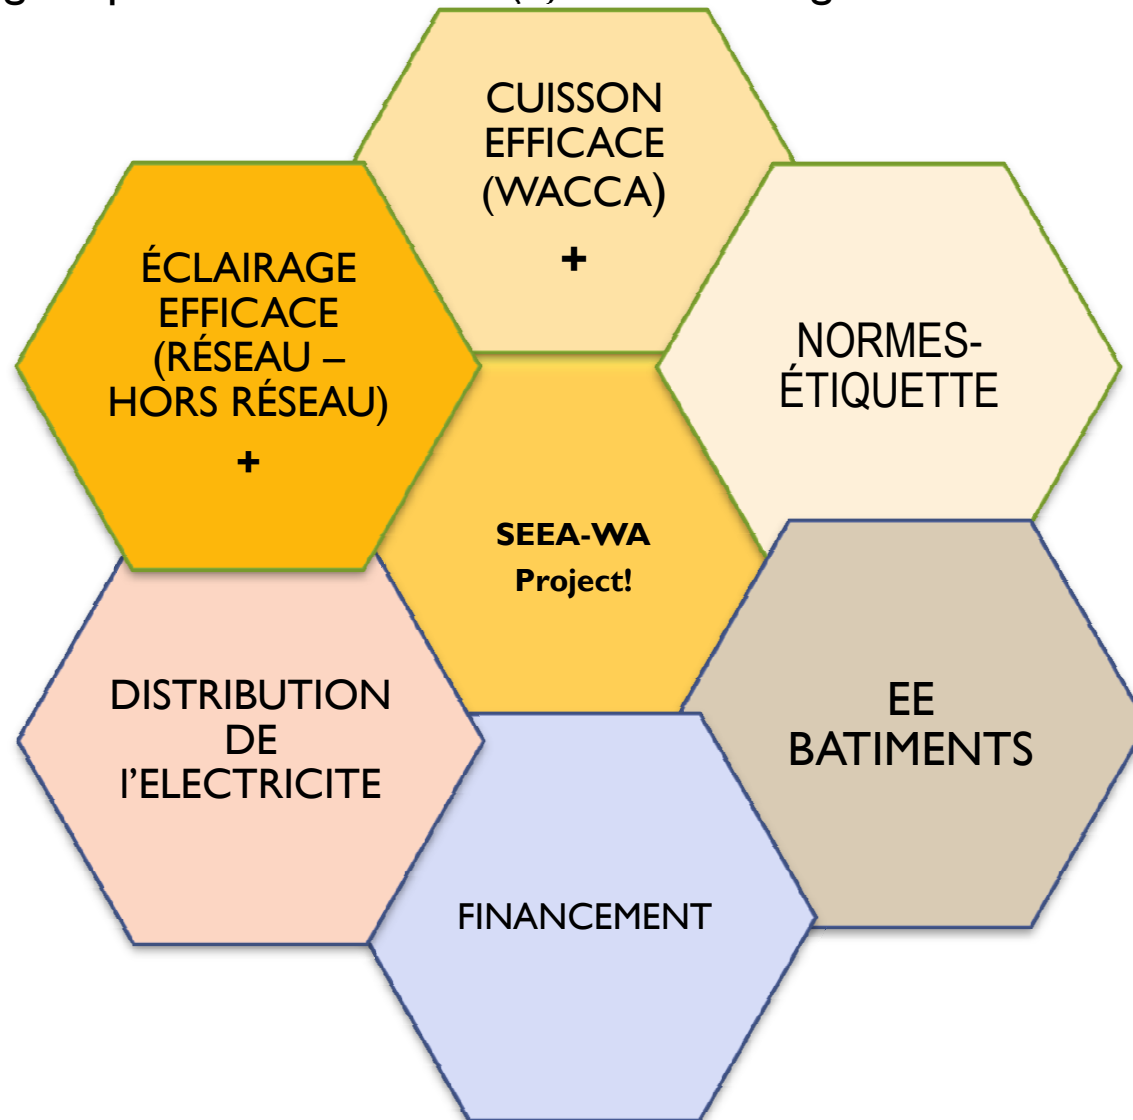 CUISSON
EFFICACE
(WACCA)
+
ÉCLAIRAGE
EFFICACE
(RÉSEAU –
HORS RÉSEAU)
+
NORMES-
ÉTIQUETTE
SEEA-WA
Project!
DISTRIBUTION
DE
l’ELECTRICITE
EE
BATIMENTS
FINANCEMENT